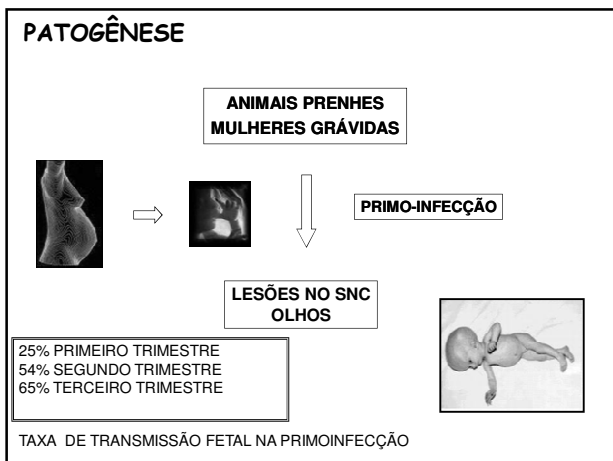 PATOGÊNESE
ANIMAIS PRENHES
MULHERES GRÁVIDAS
PRIMO-INFECÇÃO
LESÕES NO SNC
OLHOS
25% PRIMEIRO TRIMESTRE
54% SEGUNDO TRIMESTRE
65% TERCEIRO TRIMESTRE
TAXA DE TRANSMISSÃO FETAL NA PRIMOINFECÇÃO